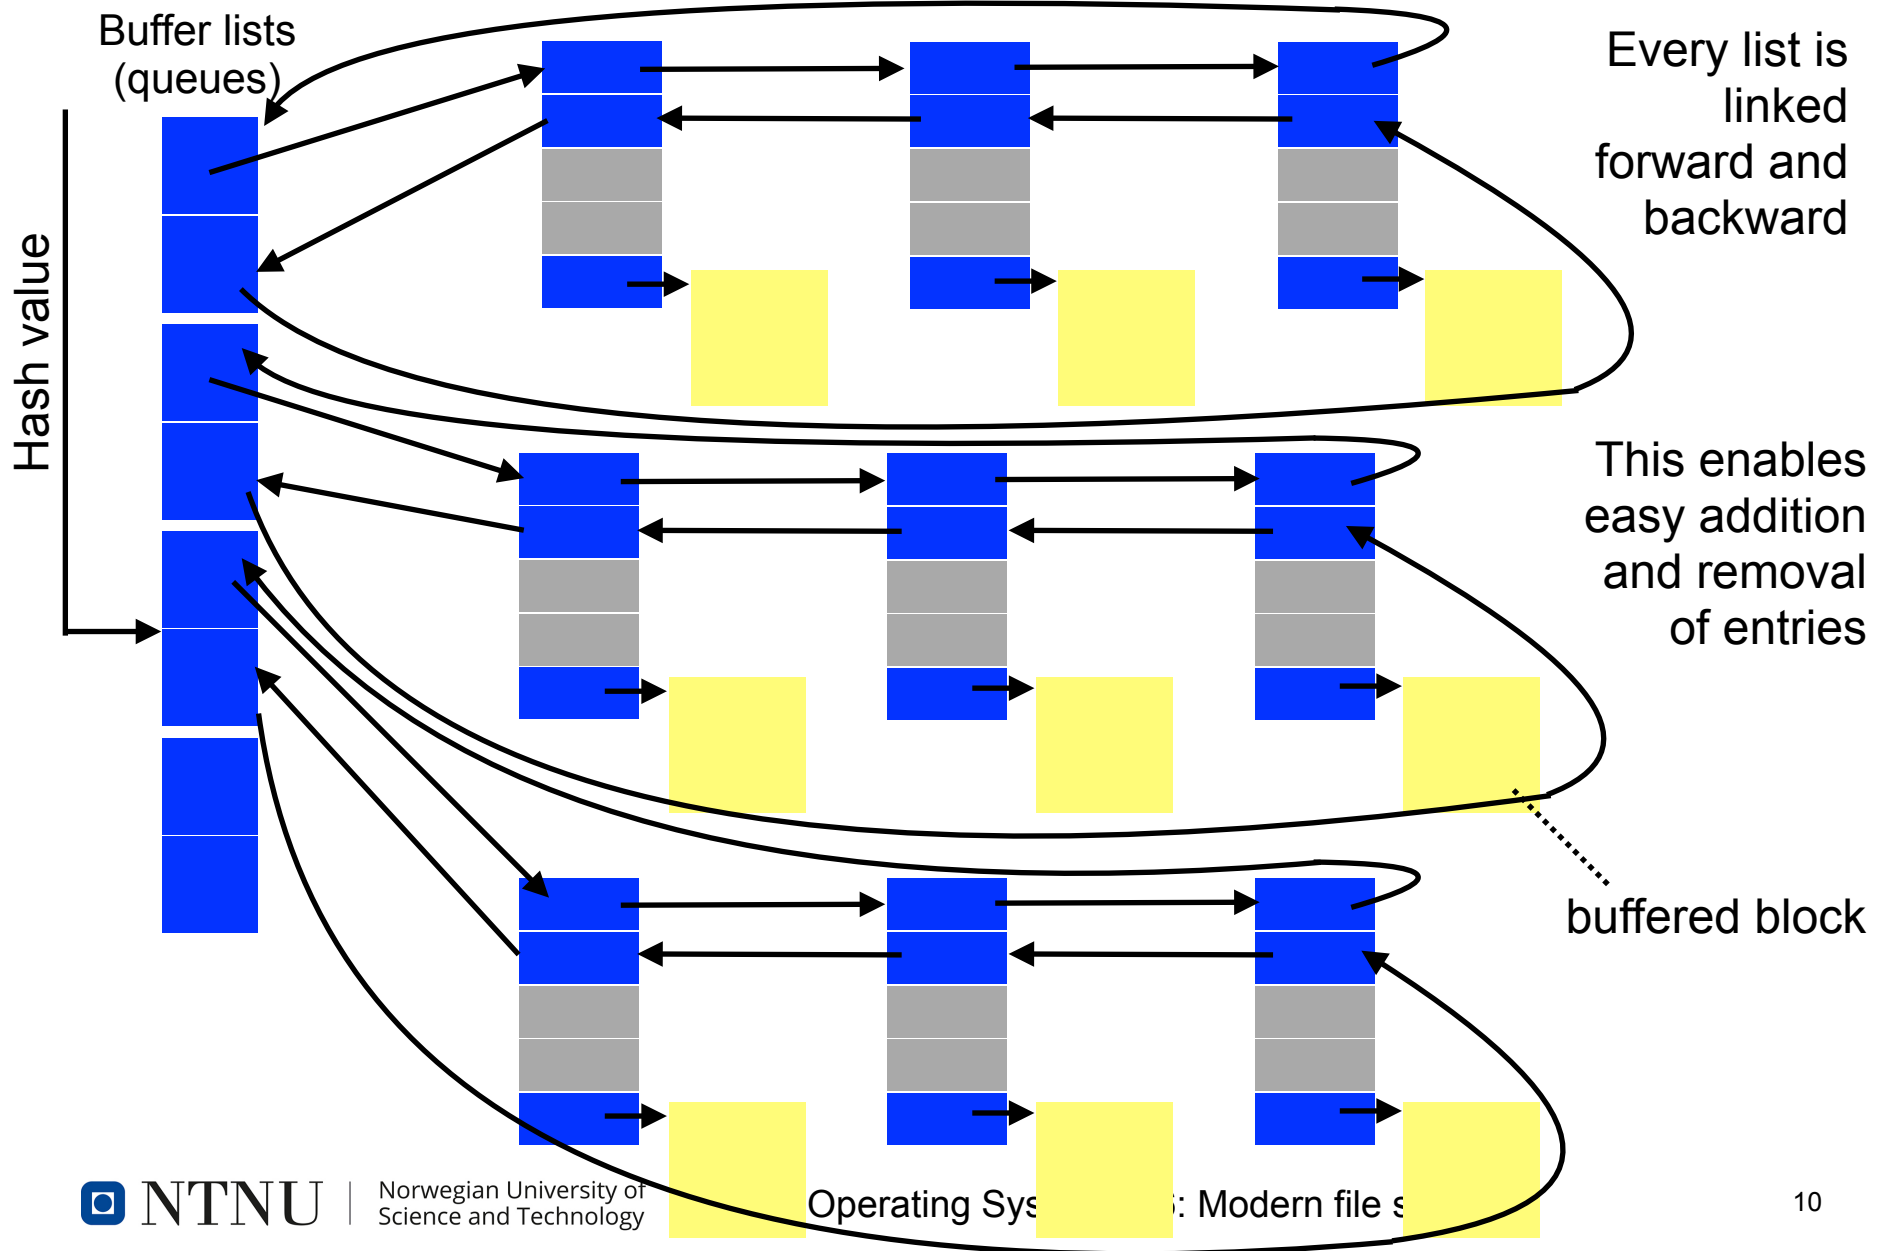 Buffer lists
(queues)
Every list is
linked
forward and
backward
Hash value
This enables
easy addition
and removal
of entries
buffered block
NTNU
Norwegian University of
Science and Technology
Operating : Modern file
10